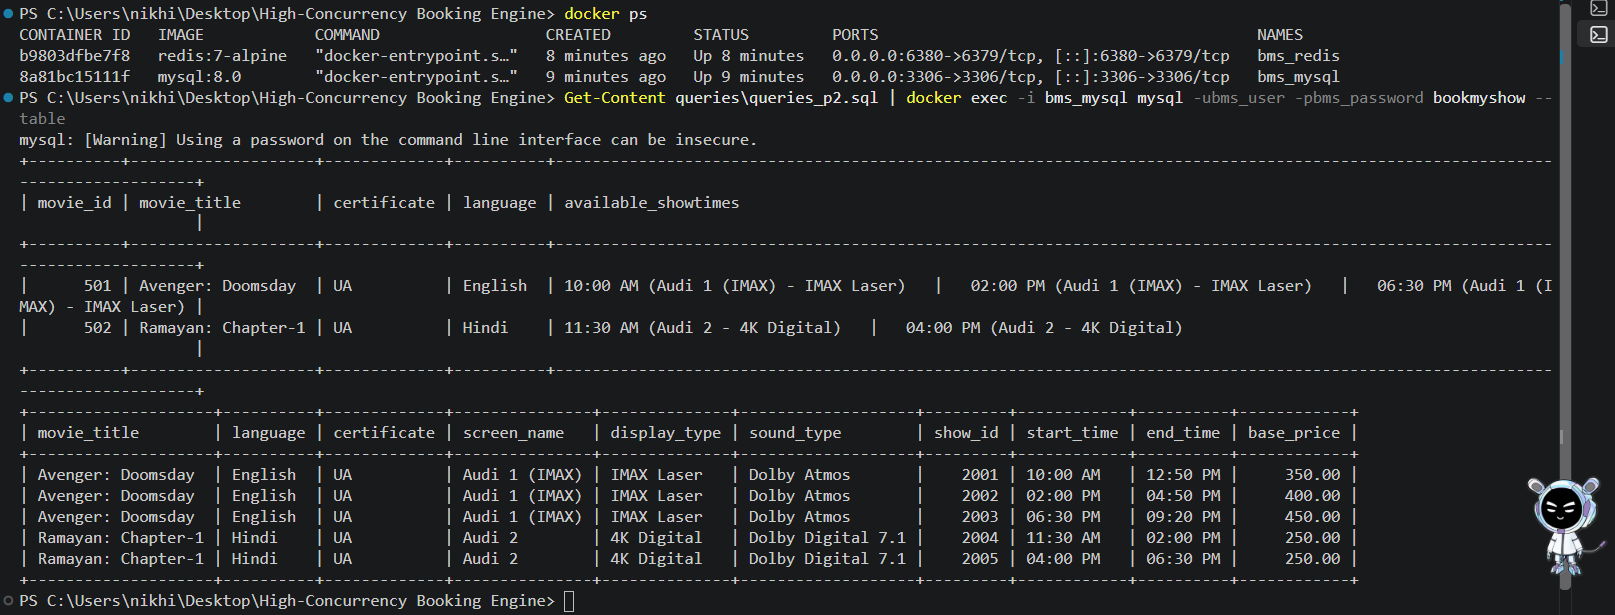 PS C:\Users\nikhi\Desktop\High-Concurrency Booking Engine> docker ps
CONTAINER ID   IMAGE            COMMAND                  CREATED         STATUS         PORTS                                         NAMES
b9803dfbe7f8   redis:7-alpine   "docker-entrypoint.s…"   8 minutes ago   Up 8 minutes   0.0.0.0:6380->6379/tcp, [::]:6380->6379/tcp   bms_redis
8a81bc15111f   mysql:8.0        "docker-entrypoint.s…"   9 minutes ago   Up 9 minutes   0.0.0.0:3306->3306/tcp, [::]:3306->3306/tcp   bms_mysql
PS C:\Users\nikhi\Desktop\High-Concurrency Booking Engine> Get-Content queries\queries_p2.sql | docker exec -i bms_mysql mysql -ubms_user -pbms_password bookmyshow --
table
mysql: [Warning] Using a password on the command line interface can be insecure.
+----------+---------------------+-------------+----------+------------------------------------------------------------------------------------------------------------
-------------------+
| movie_id | movie_title         | certificate | language | available_showtimes
                   |
+----------+---------------------+-------------+----------+------------------------------------------------------------------------------------------------------------
-------------------+
|      501 | Avenger: Doomsday   | UA          | English  | 10:00 AM (Audi 1 (IMAX) - IMAX Laser)   |   02:00 PM (Audi 1 (IMAX) - IMAX Laser)   |   06:30 PM (Audi 1 (I
MAX) - IMAX Laser) |
|      502 | Ramayan: Chapter-1  | UA          | Hindi    | 11:30 AM (Audi 2 - 4K Digital)   |   04:00 PM (Audi 2 - 4K Digital)
                   |
+----------+---------------------+-------------+----------+------------------------------------------------------------------------------------------------------------
-------------------+
+---------------------+----------+-------------+---------------+--------------+-------------------+---------+------------+----------+------------+
| movie_title         | language | certificate | screen_name   | display_type | sound_type        | show_id | start_time | end_time | base_price |
+---------------------+----------+-------------+---------------+--------------+-------------------+---------+------------+----------+------------+
| Avenger: Doomsday   | English  | UA          | Audi 1 (IMAX) | IMAX Laser   | Dolby Atmos       |    2001 | 10:00 AM   | 12:50 PM |     350.00 |
| Avenger: Doomsday   | English  | UA          | Audi 1 (IMAX) | IMAX Laser   | Dolby Atmos       |    2002 | 02:00 PM   | 04:50 PM |     400.00 |
| Avenger: Doomsday   | English  | UA          | Audi 1 (IMAX) | IMAX Laser   | Dolby Atmos       |    2003 | 06:30 PM   | 09:20 PM |     450.00 |
| Ramayan: Chapter-1  | Hindi    | UA          | Audi 2        | 4K Digital   | Dolby Digital 7.1 |    2004 | 11:30 AM   | 02:00 PM |     250.00 |
| Ramayan: Chapter-1  | Hindi    | UA          | Audi 2        | 4K Digital   | Dolby Digital 7.1 |    2005 | 04:00 PM   | 06:30 PM |     250.00 |
+---------------------+----------+-------------+---------------+--------------+-------------------+---------+------------+----------+------------+
PS C:\Users\nikhi\Desktop\High-Concurrency Booking Engine>